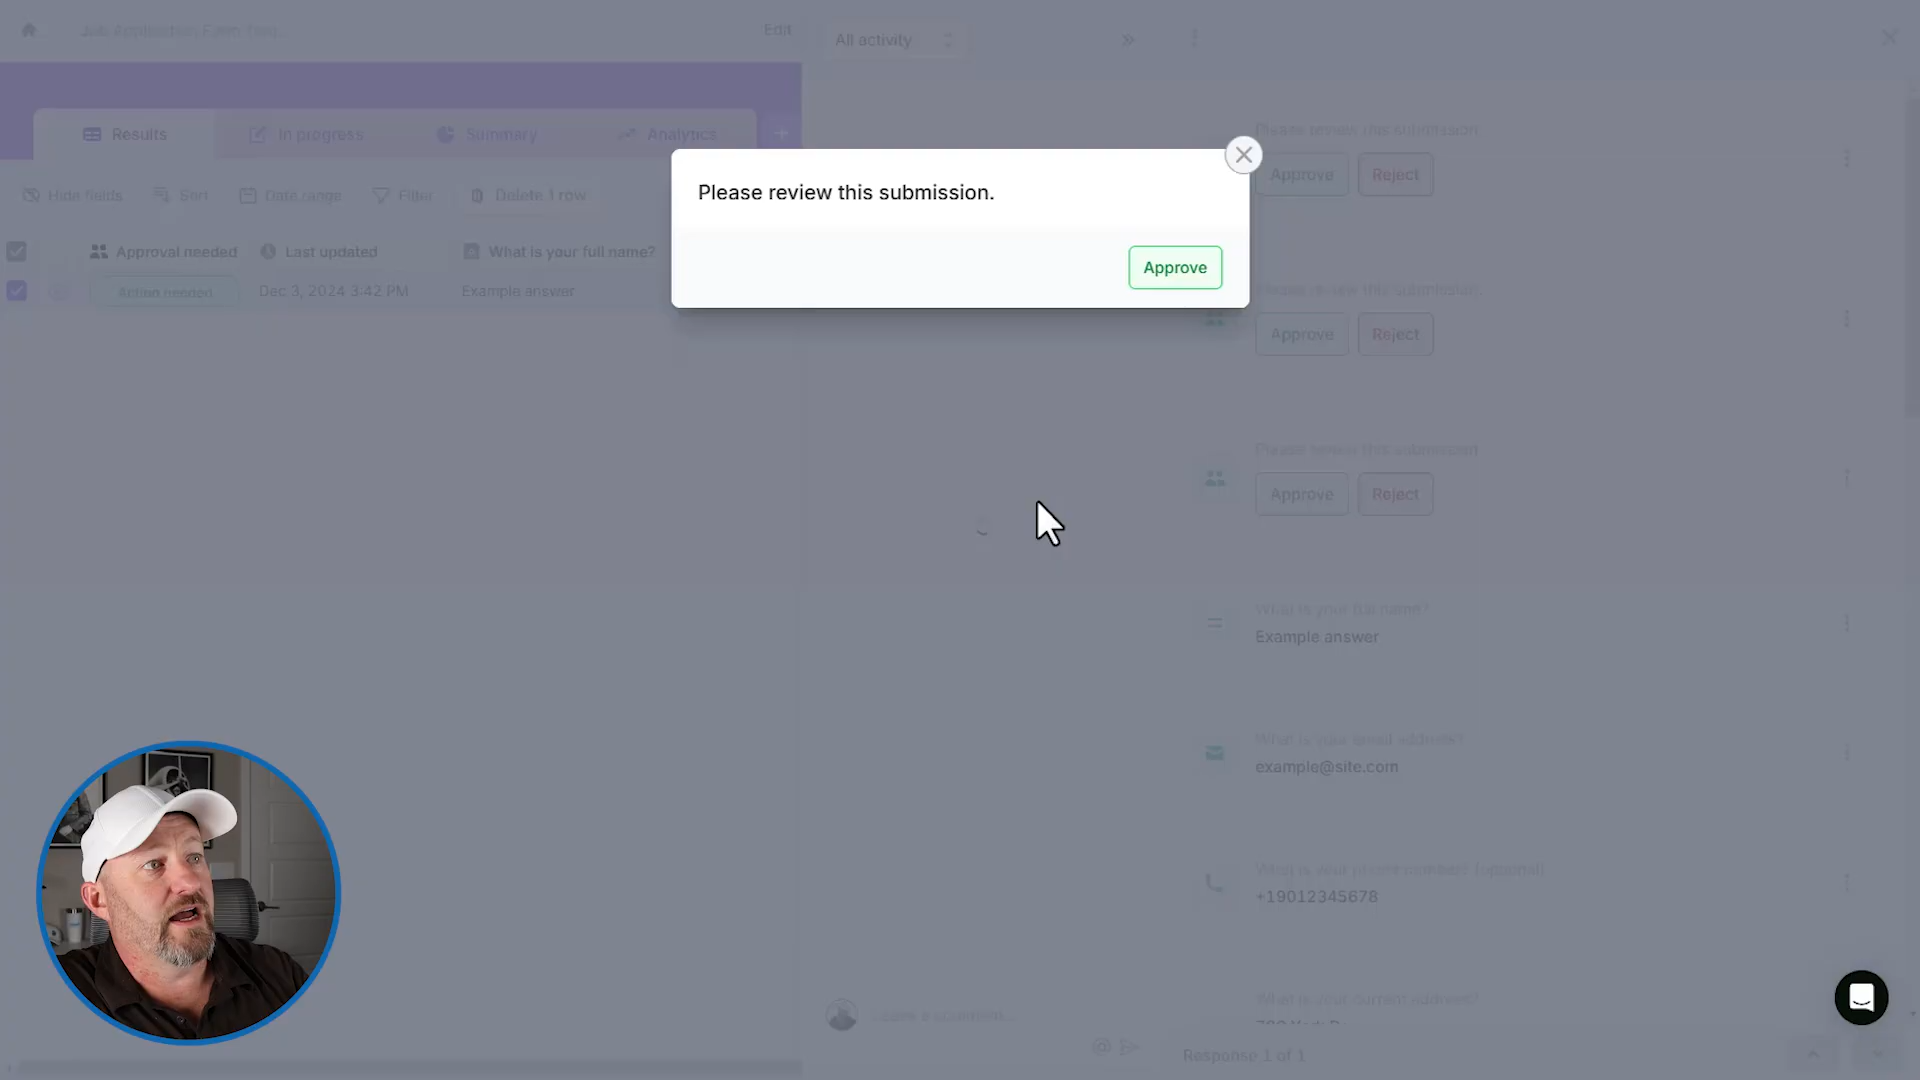 Job Application Form
Edit
All activity
Results
In progress
Summary
Analytics
Hide fields
Sort
Date range
Filter
Delete 1 row
Approval needed
Last updated
What is your full name?
Action needed
Dec 3, 2024 3:42 PM
Example answer
Please review this submission.
Approve
Please review this submission
Approve
Reject
Please review this submission.
Approve
Reject
Please review this submission
Approve
Reject
What is your full name?
Example answer
What is your email address?
example@site.com
What is your phone number? (optional)
+19012345678
What is your current address?
Leave a comment...
Response 1 of 1